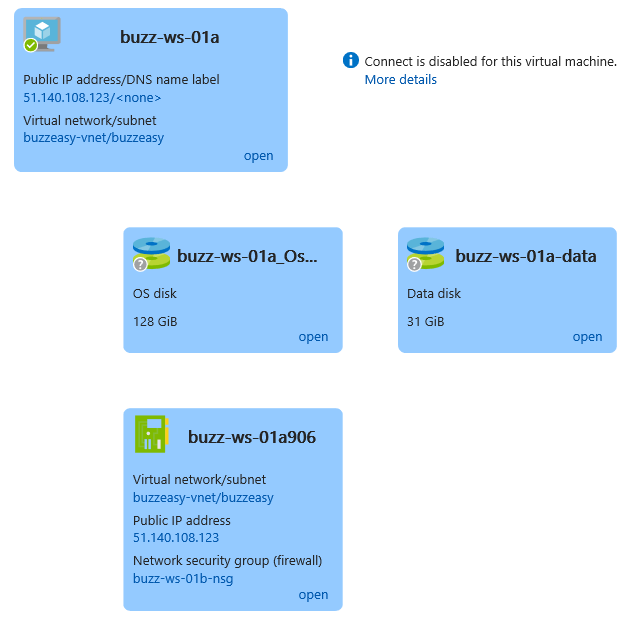 buzz-ws-01a
Public IP address/DNS name label
51.140.108.123/<none>
Virtual network/subnet
buzzeasy-vnet/buzzeasy
open
Connect is disabled for this virtual machine.
More details
buzz-ws-01a_Os...
OS disk
128 GiB
open
buzz-ws-01a-data
Data disk
31 GiB
open
buzz-ws-01a906
Virtual network/subnet
buzzeasy-vnet/buzzeasy
Public IP address
51.140.108.123
Network security group (firewall)
buzz-ws-01b-nsg
open